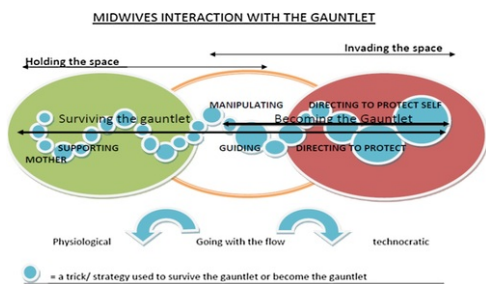 MIDWIVES INTERACTION WITH THE GAUNTLET
Invading the space
Holding the space
MANIPULATING DIRECTING TO PROTECT SELF
Surviving the gauntlet Becoming the Gauntlet
SUPPORTING GUIDING DIRECTING TO PROTECT
MOTHER
Physiological Going with the flow technocratic
= a trick/ strategy used to survive the gauntlet or become the gauntlet